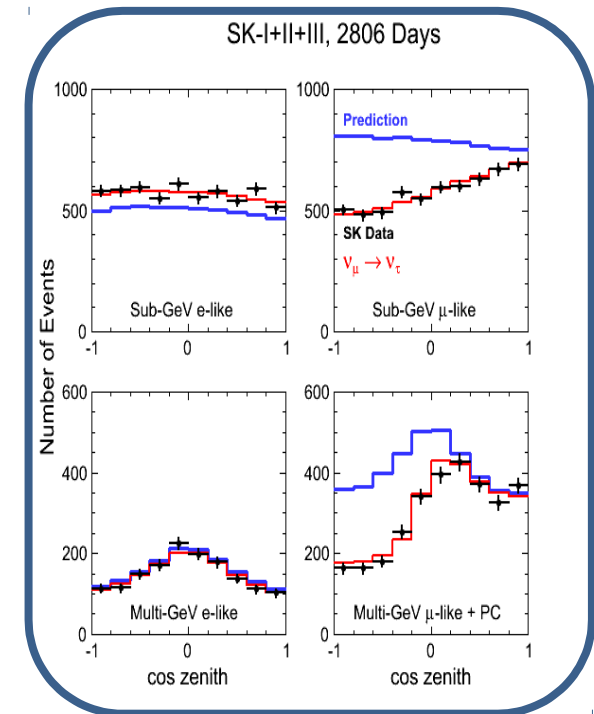 SK-I+II+III, 2806 Days
Number of Events
1000
500
0
-1 0 1
Sub-GeV e-like
1000
500
0
-1 0 1
Prediction
SK Data
νμ → ντ
Sub-GeV μ-like
600
400
200
0
-1 0 1
Multi-GeV e-like
cos zenith
600
400
200
0
-1 0 1
Multi-GeV μ-like + PC
cos zenith